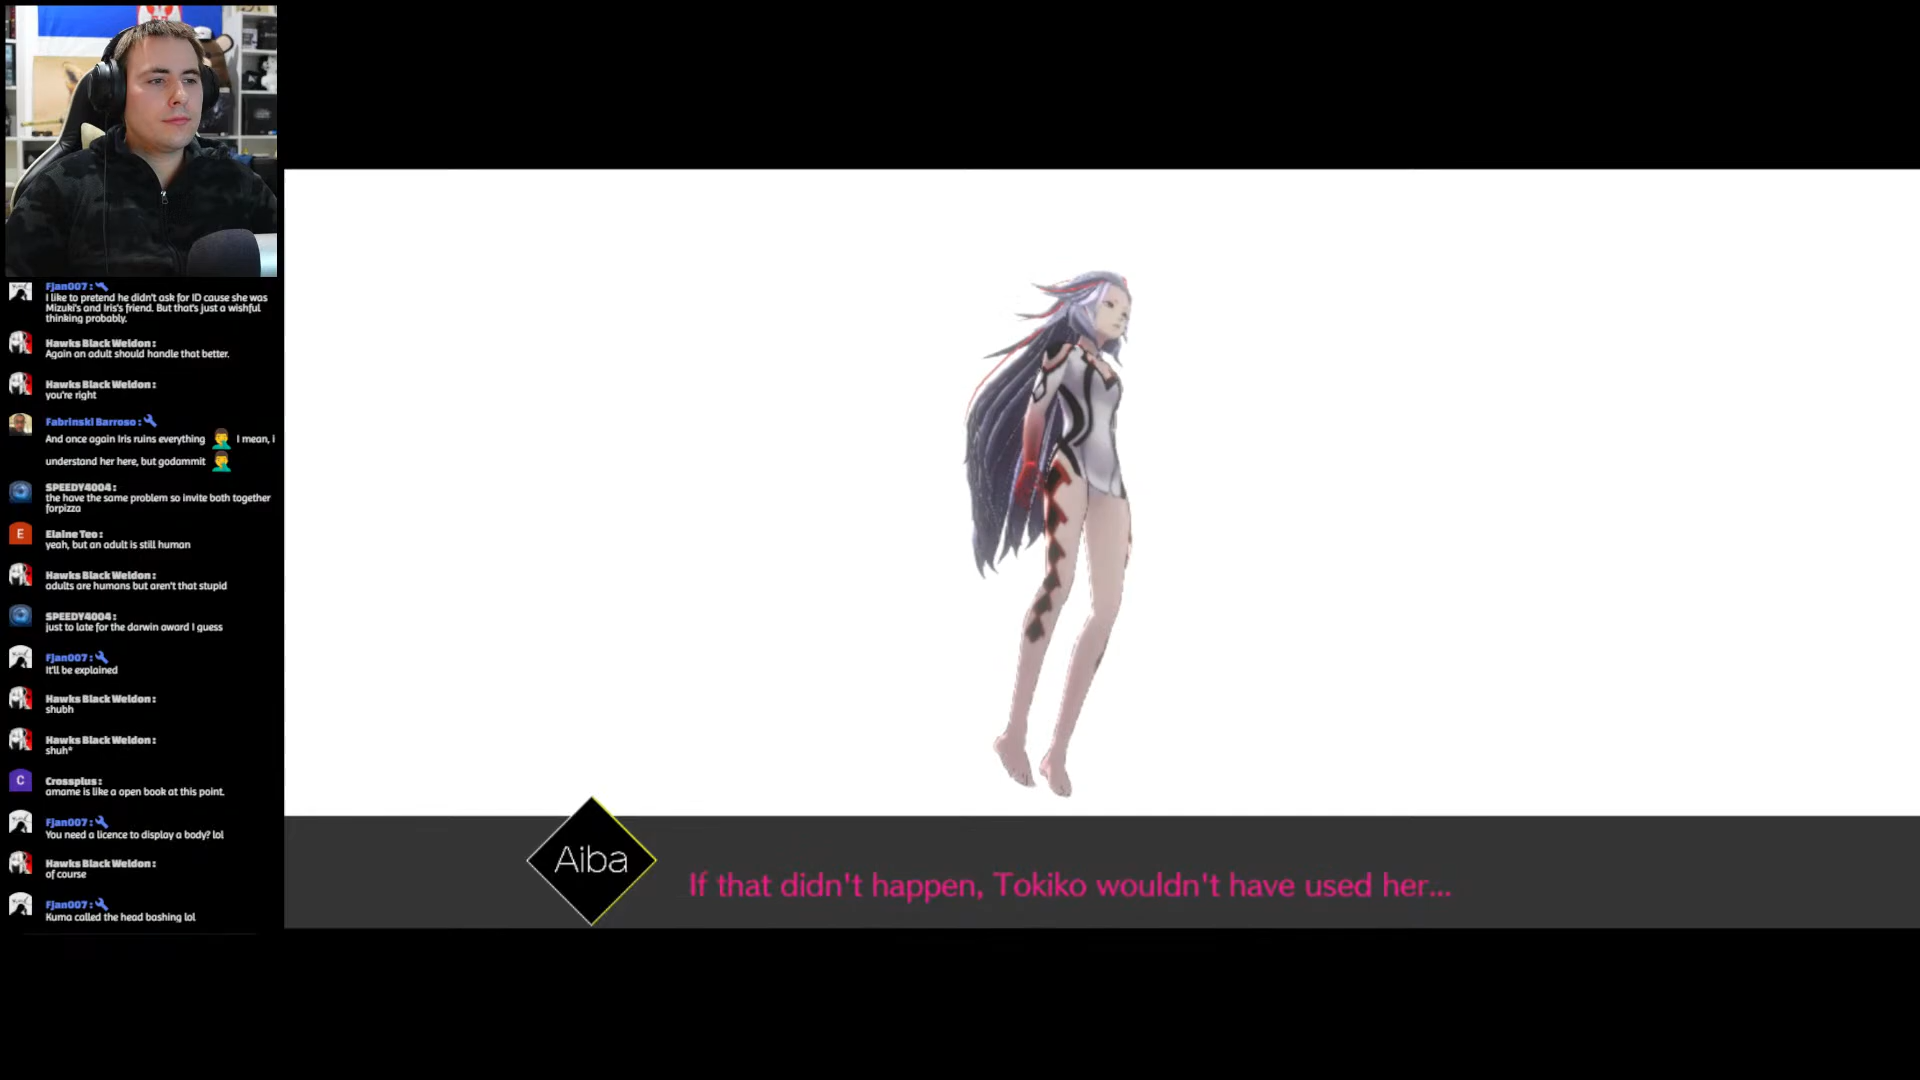 Fjan007 :
I like to pretend he didn't ask for ID cause she was
Mizuki's and Iris's friend. But that's just a wishful
thinking probably.
Hawks Black Weldon :
Again an adult should handle that better.
Hawks Black Weldon :
you're right
Fabrinski Barroso :
And once again Iris ruins everything I mean, i
understand her here, but godammit
SPEEDY4004 :
the have the same problem so invite both together
forpizza
E
Elaine Teo :
yeah, but an adult is still human
Hawks Black Weldon :
adults are humans but aren't that stupid
SPEEDY4004 :
just to late for the darwin award I guess
Fjan007 :
It'll be explained
Hawks Black Weldon :
shubh
Hawks Black Weldon :
shuh*
C
Crossplus :
amame is like a open book at this point.
Fjan007 :
You need a licence to display a body? lol
Hawks Black Weldon :
of course
Fjan007 :
Kuma called the head bashing lol
Aiba
If that didn't happen, Tokiko wouldn't have used her...